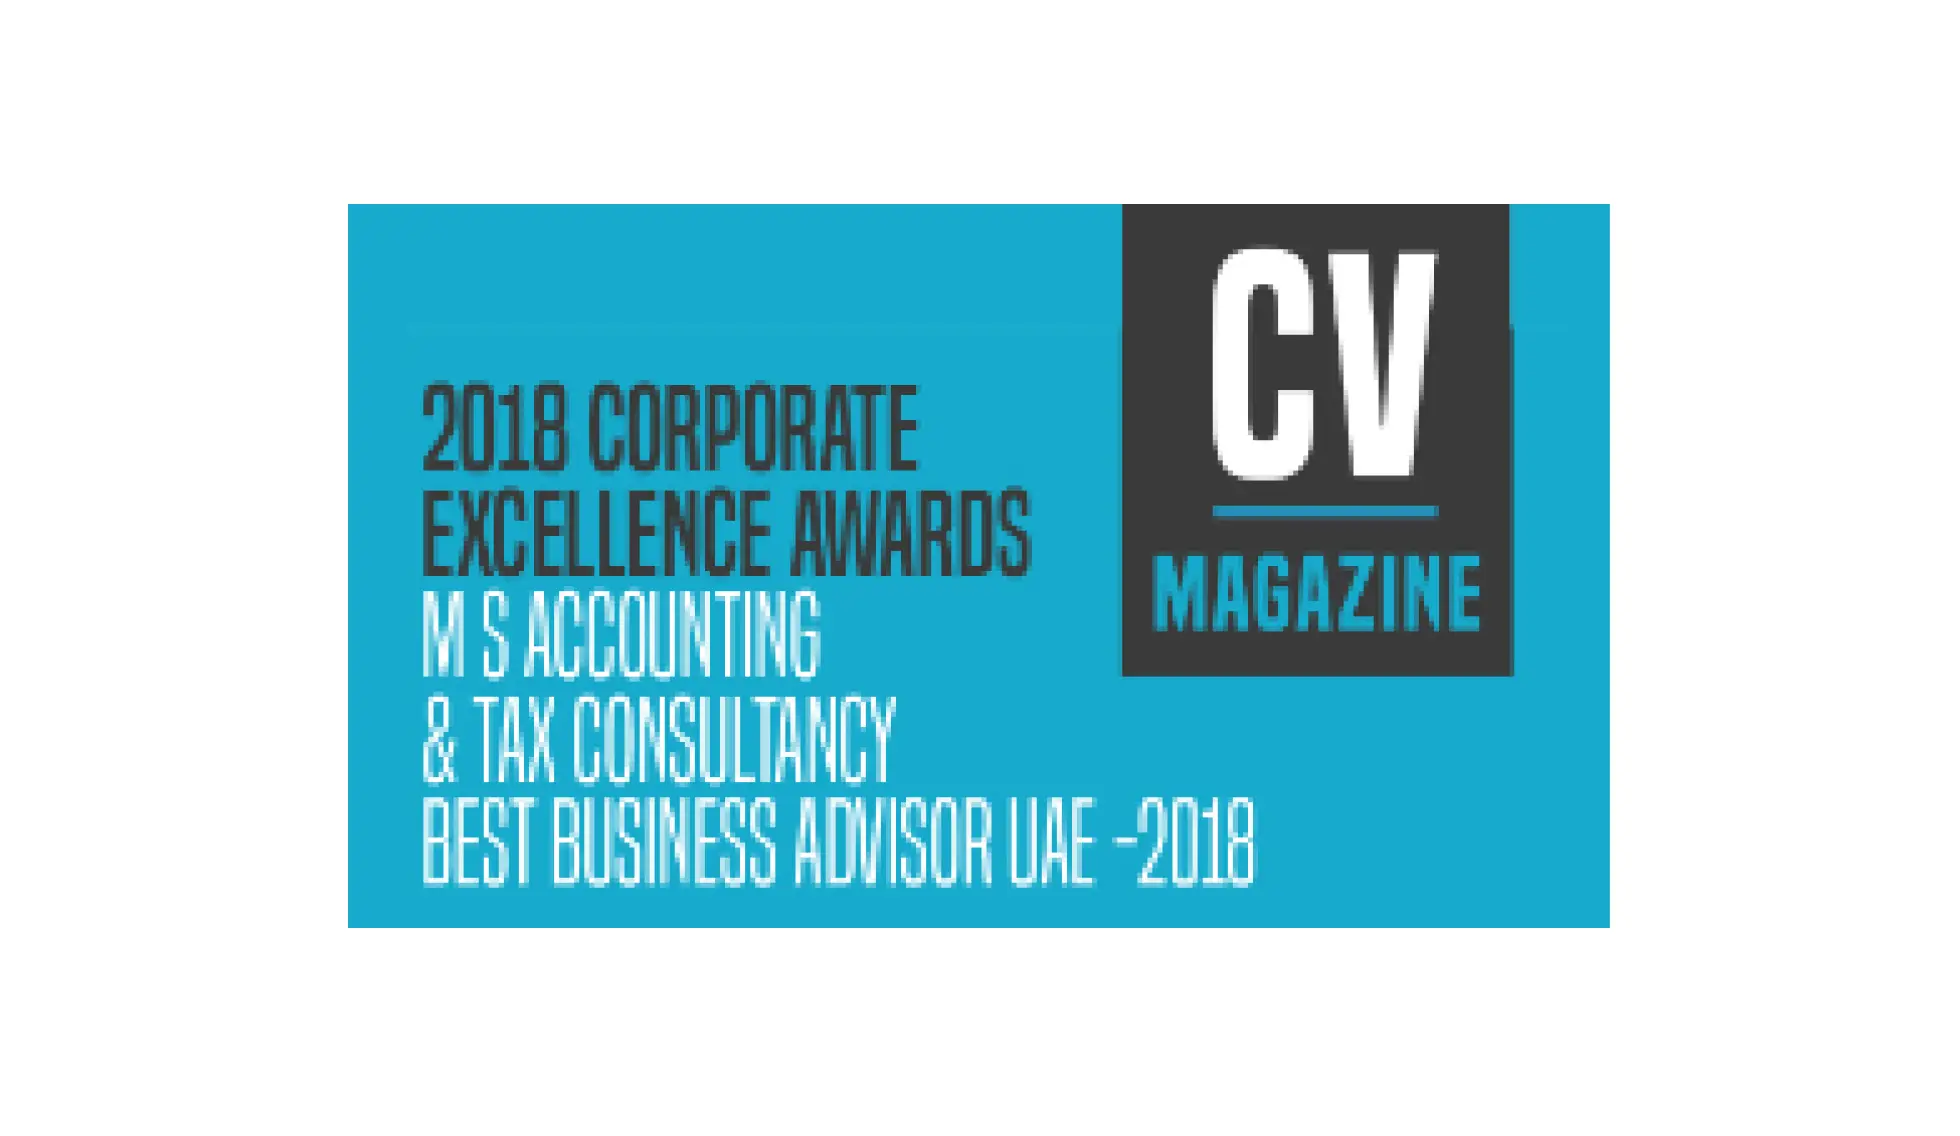 CV
MAGAZINE
2018 CORPORATE
EXCELLENCE AWARDS
M S ACCOUNTING
& TAX CONSULTANCY
BEST BUSINESS ADVISOR UAE -2018